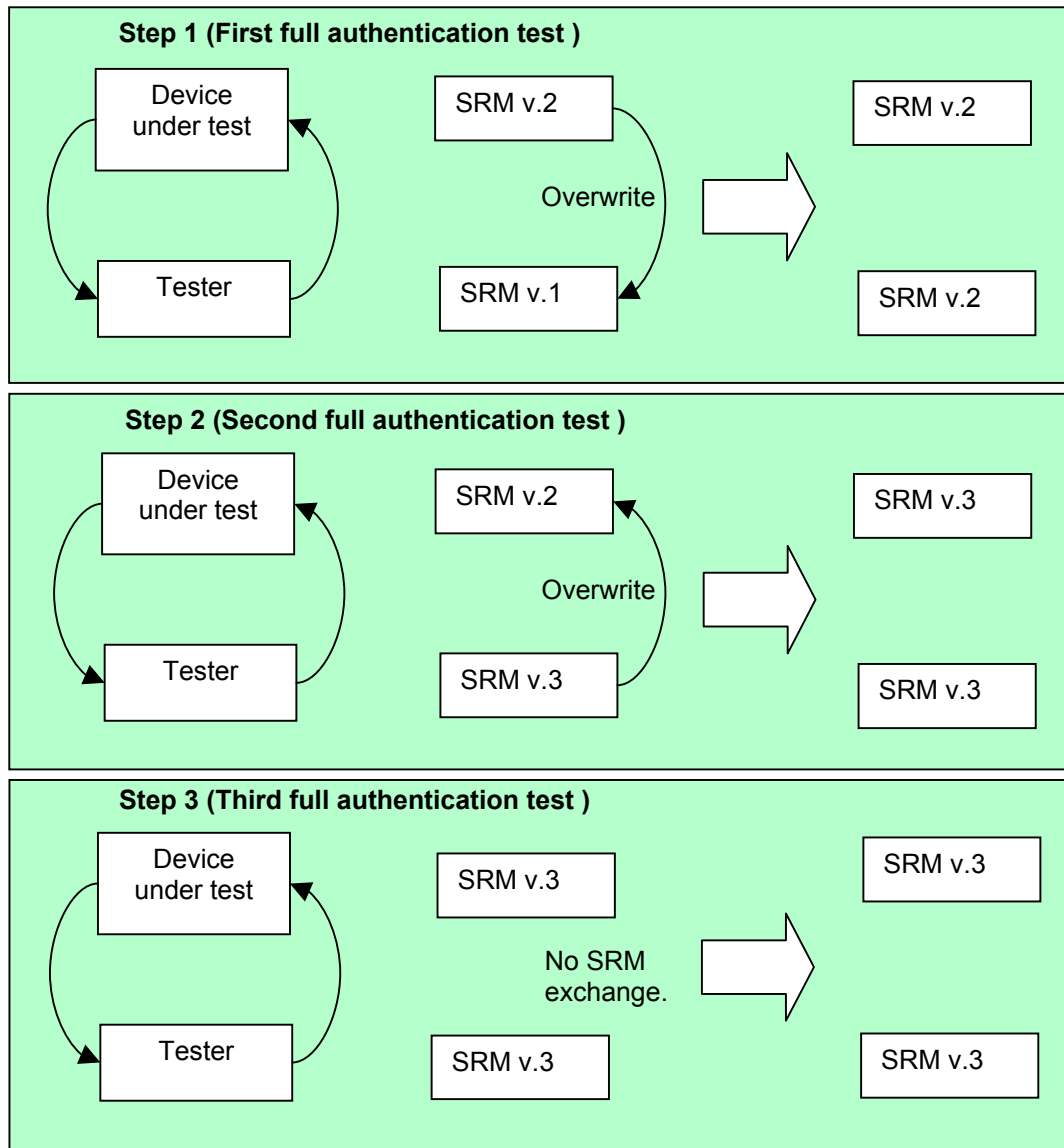 Step 1 (First full authentication test )
Device
under test
SRM v.2
SRM v.2
Overwrite
Tester
SRM v.1
SRM v.2
Step 2 (Second full authentication test )
Device
under test
SRM v.2
SRM v.3
Overwrite
Tester
SRM v.3
SRM v.3
Step 3 (Third full authentication test )
Device
under test
SRM v.3
SRM v.3
No SRM
exchange.
Tester
SRM v.3
SRM v.3